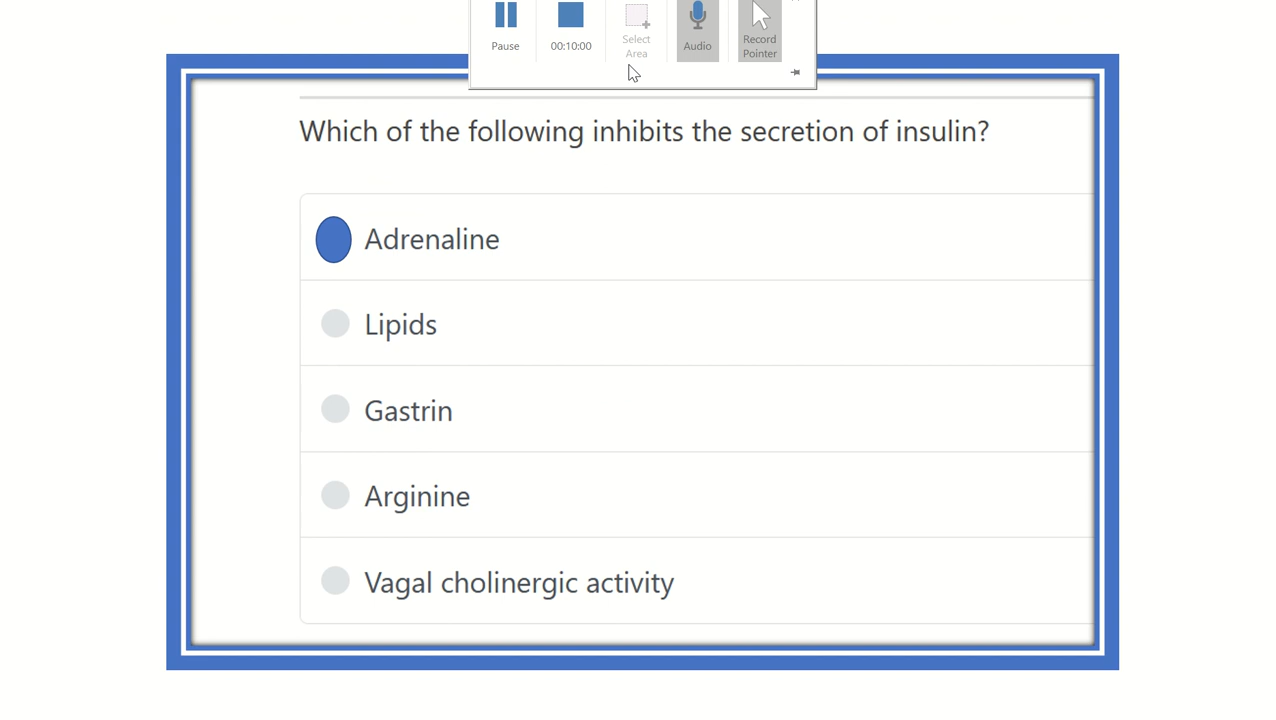 Pause
00:10:00
Select
Area
Audio
Record
Pointer
Which of the following inhibits the secretion of insulin?
Adrenaline
Lipids
Gastrin
Arginine
Vagal cholinergic activity